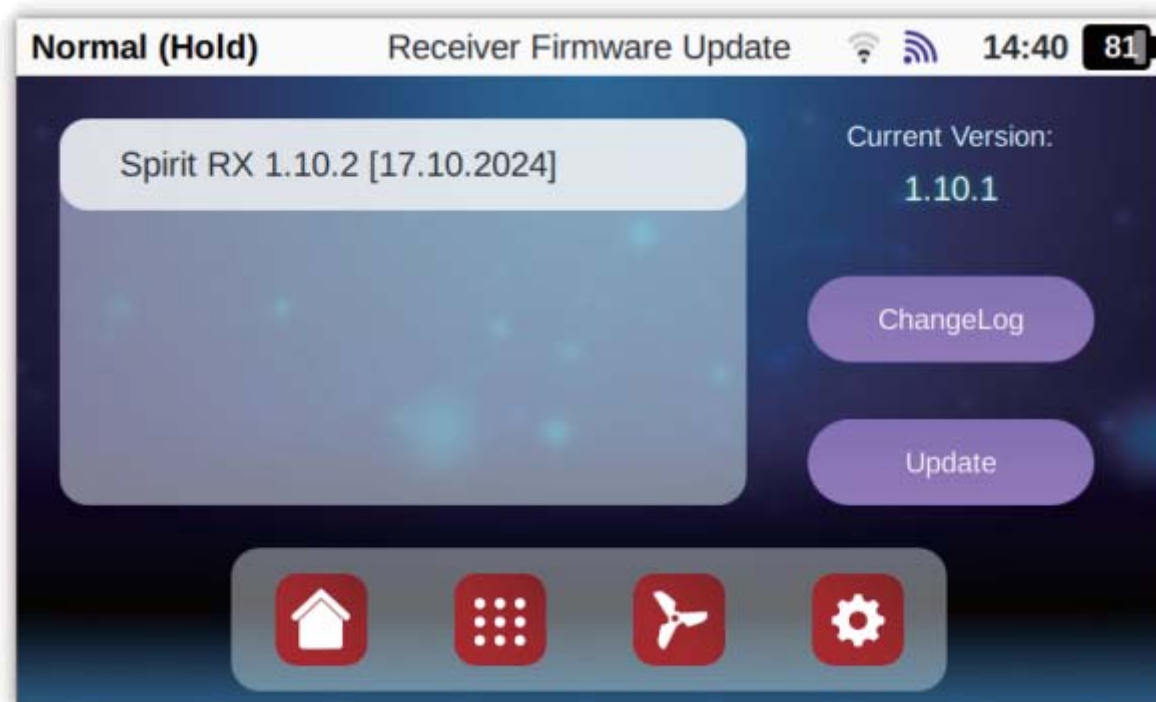 Normal (Hold) Receiver Firmware Update 14:40 81
Spirit RX 1.10.2 [17.10.2024]
Current Version:
1.10.1
ChangeLog
Update